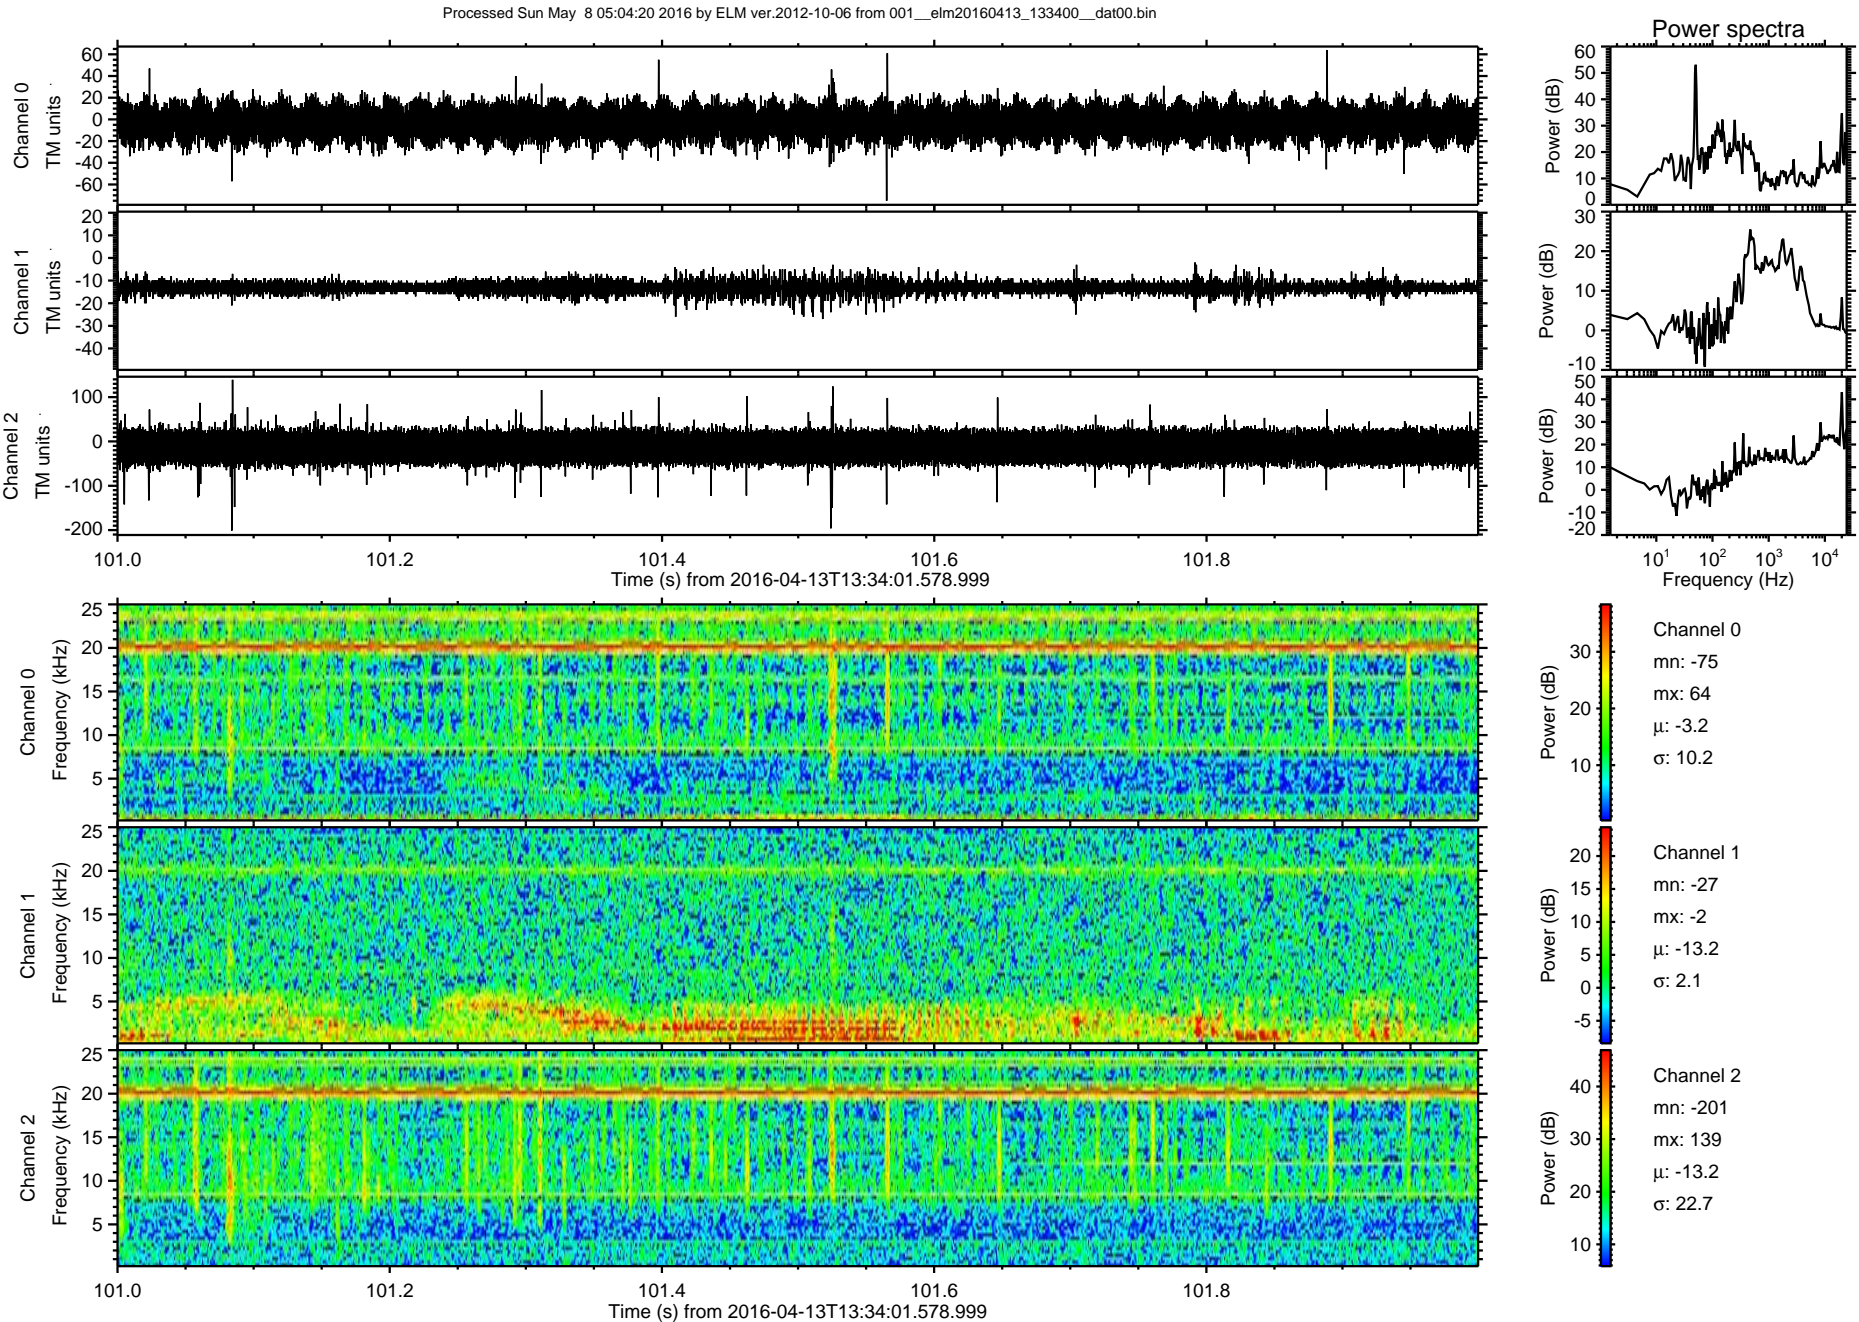 Processed Sun May  8 05:04:20 2016 by ELM ver.2012-10-06 from 001__elm20160413_133400__dat00.bin
Power spectra
Channel 0
TM units
60
40
20
0
-20
-40
-60
Power (dB)
60
50
40
30
20
10
0
Channel 1
TM units
20
10
0
-10
-20
-30
-40
Power (dB)
30
20
10
0
-10
Channel 2
TM units
100
0
-100
-200
Power (dB)
50
40
30
20
10
0
-10
-20
101.0 101.2 101.4 101.6 101.8
Time (s) from 2016-04-13T13:34:01.578.999
10^1 10^2 10^3 10^4
Frequency (Hz)
Channel 0
Frequency (kHz)
25
20
15
10
5
Power (dB)
30
20
10
Channel 0
mn: -75
mx: 64
μ: -3.2
σ: 10.2
Channel 1
Frequency (kHz)
25
20
15
10
5
Power (dB)
20
15
10
5
0
-5
Channel 1
mn: -27
mx: -2
μ: -13.2
σ: 2.1
Channel 2
Frequency (kHz)
25
20
15
10
5
Power (dB)
40
30
20
10
Channel 2
mn: -201
mx: 139
μ: -13.2
σ: 22.7
101.0 101.2 101.4 101.6 101.8
Time (s) from 2016-04-13T13:34:01.578.999